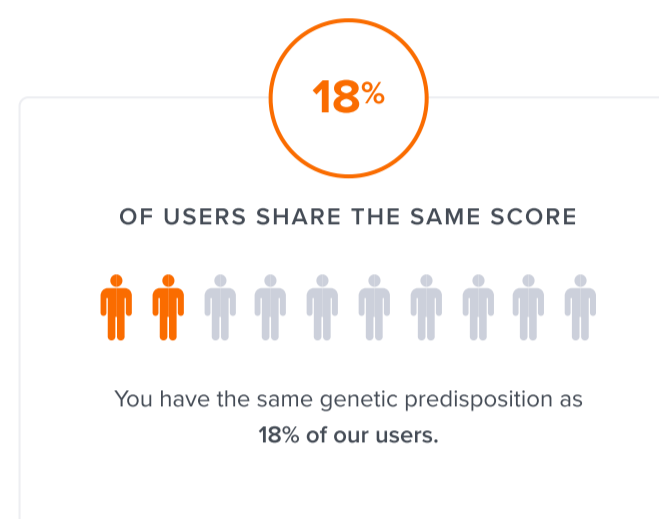 18%
OF USERS SHARE THE SAME SCORE
You have the same genetic predisposition as
18% of our users.